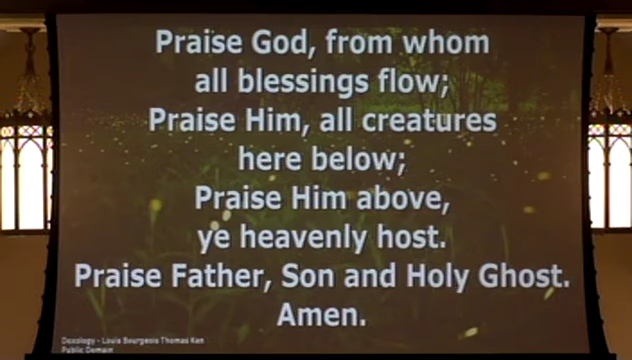 Praise God, from whom
all blessings flow;
Praise Him, all creatures
here below;
Praise Him above,
ye heavenly host.
Praise Father, Son and Holy Ghost.
Amen.
Doxology - Louis Bourgeois Thomas Ken
Public Domain